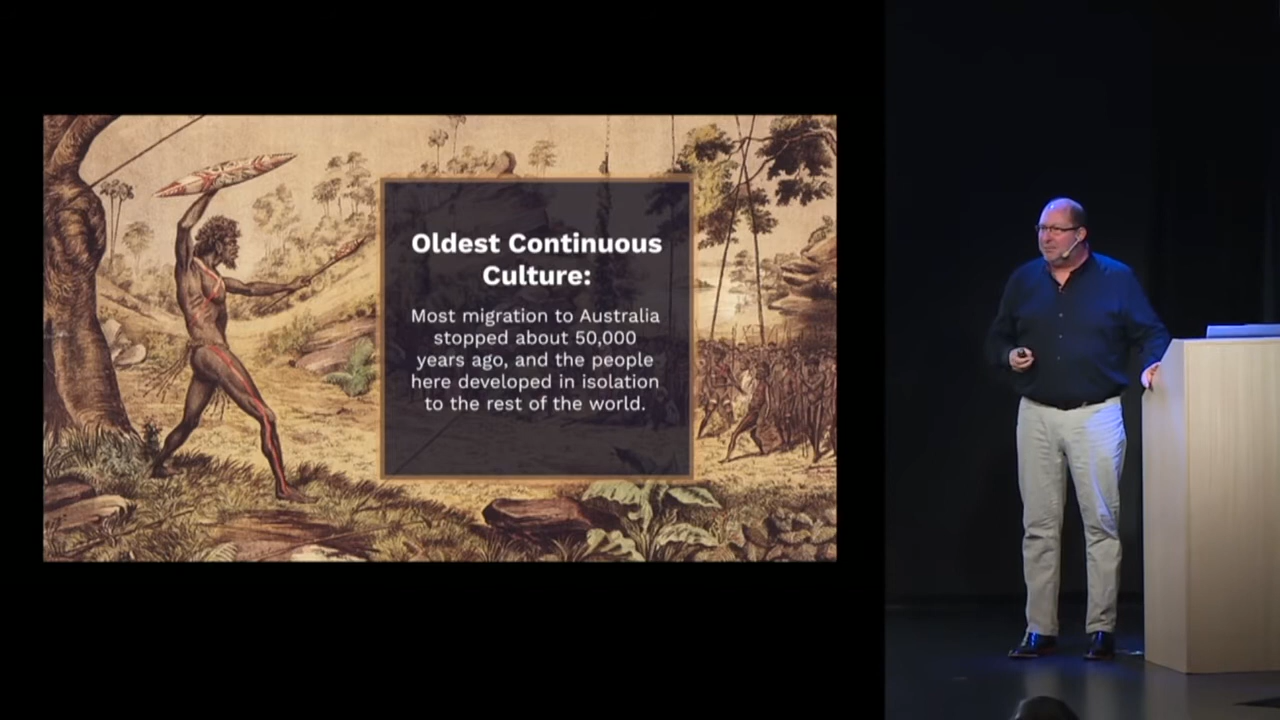 Oldest Continuous
Culture:
Most migration to Australia
stopped about 50,000
years ago, and the people
here developed in isolation
to the rest of the world.